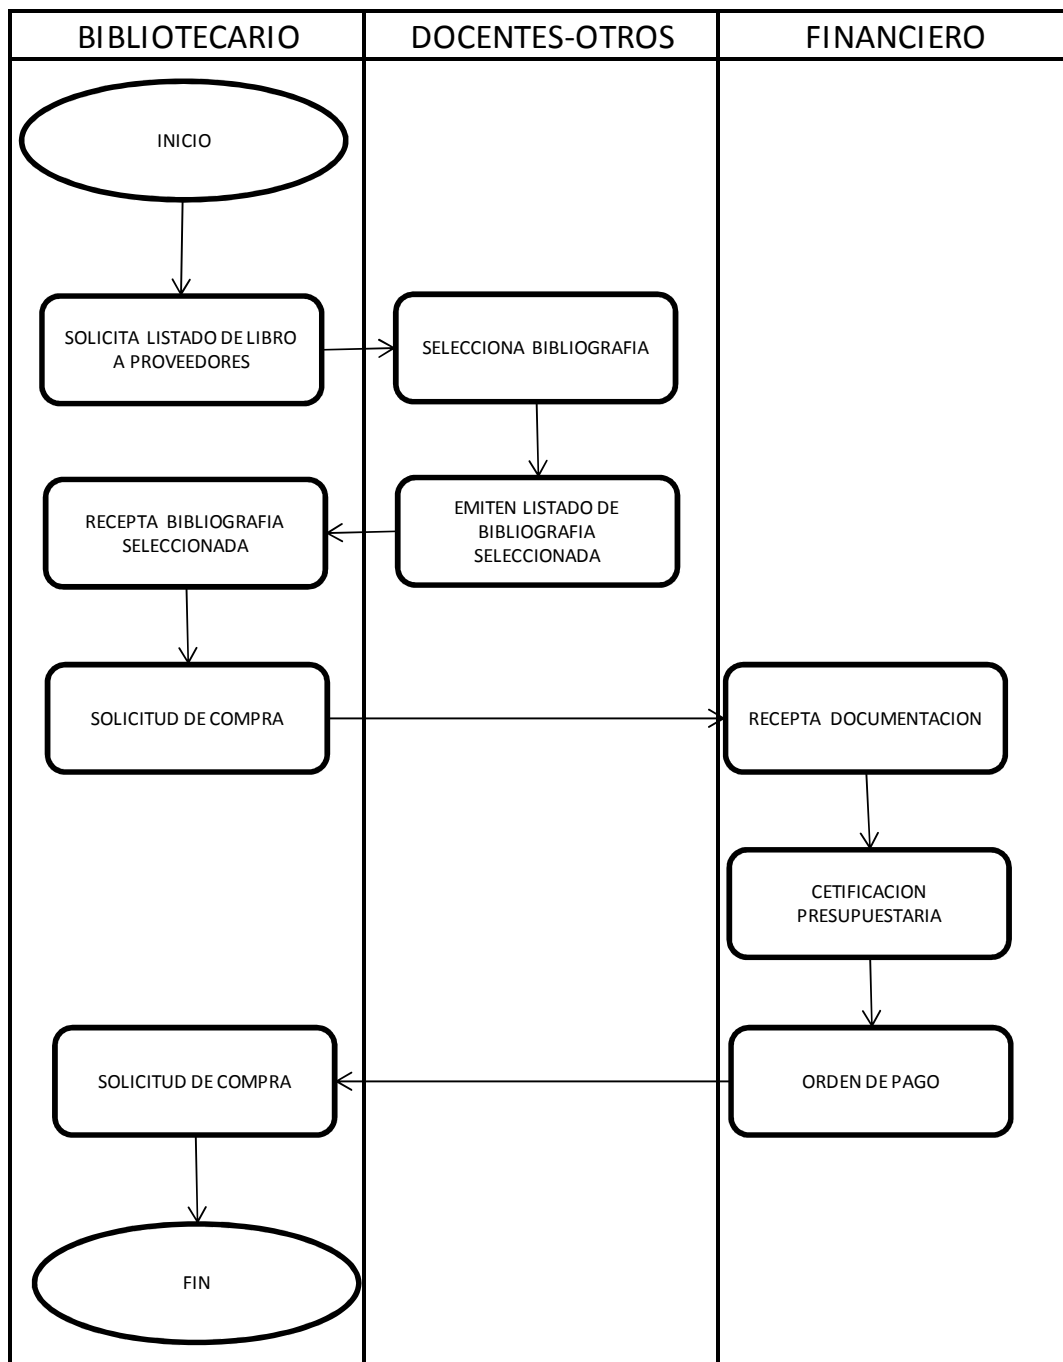 BIBLIOTECARIO
DOCENTES-OTROS
FINANCIERO
INICIO
SOLICITA LISTADO DE LIBRO
A PROVEEDORES
SELECCIONA BIBLIOGRAFIA
RECEPTA BIBLIOGRAFIA
SELECCIONADA
EMITEN LISTADO DE
BIBLIOGRAFIA
SELECCIONADA
SOLICITUD DE COMPRA
RECEPTA DOCUMENTACION
CETIFICACION
PRESUPUESTARIA
SOLICITUD DE COMPRA
ORDEN DE PAGO
FIN